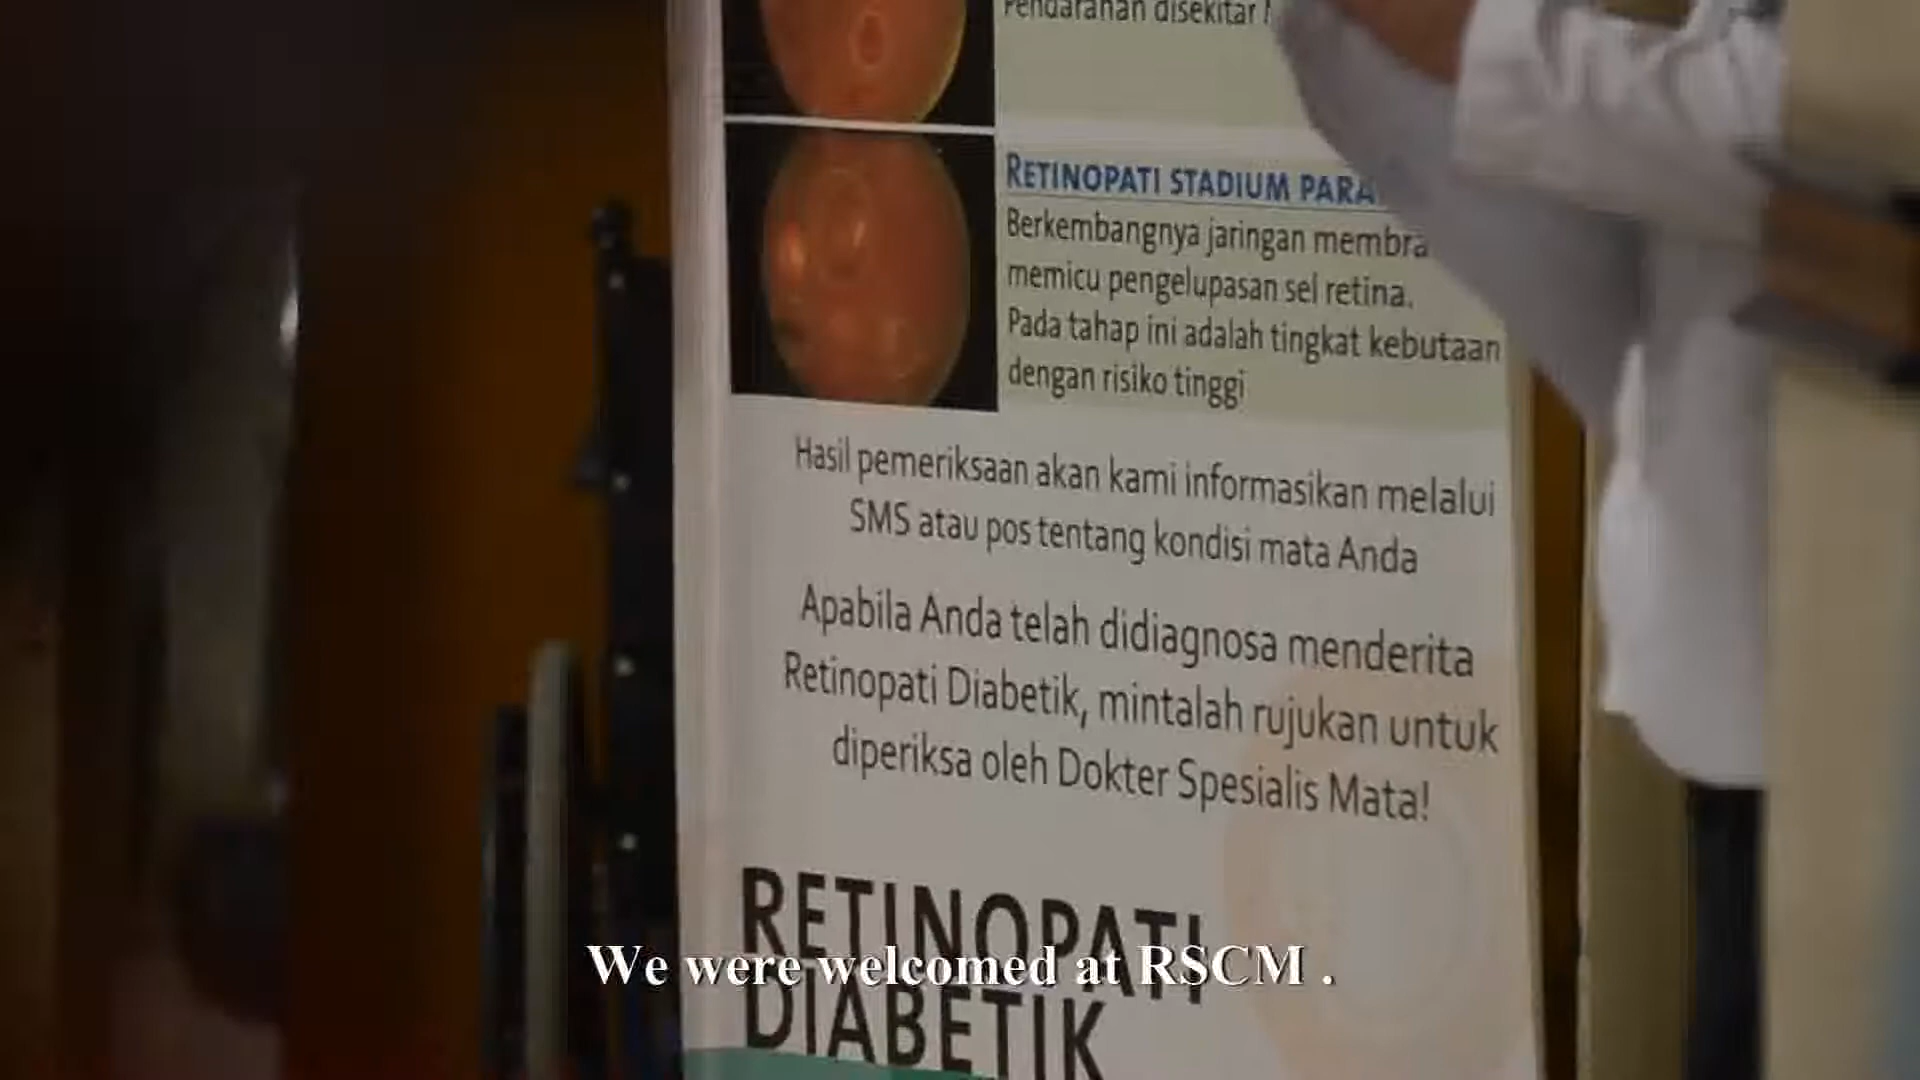 Pendarahan disekitar
RETINOPATI STADIUM
Berkembangnya jaringan
memicu pengelupasan sel retina.
Pada tahap ini adalah tingkat kebutaan
dengan risiko tinggi
Hasil pemeriksaan akan kami informasikan melalui
SMS atau pos tentang kondisi mata Anda
Apabila Anda telah didiagnosa menderita
Retinopati Diabetik, mintalah rujukan untuk
diperiksa oleh Dokter Spesialis Mata!
RETINOPATI
We were welcomed at RSCM .
DIABETIK